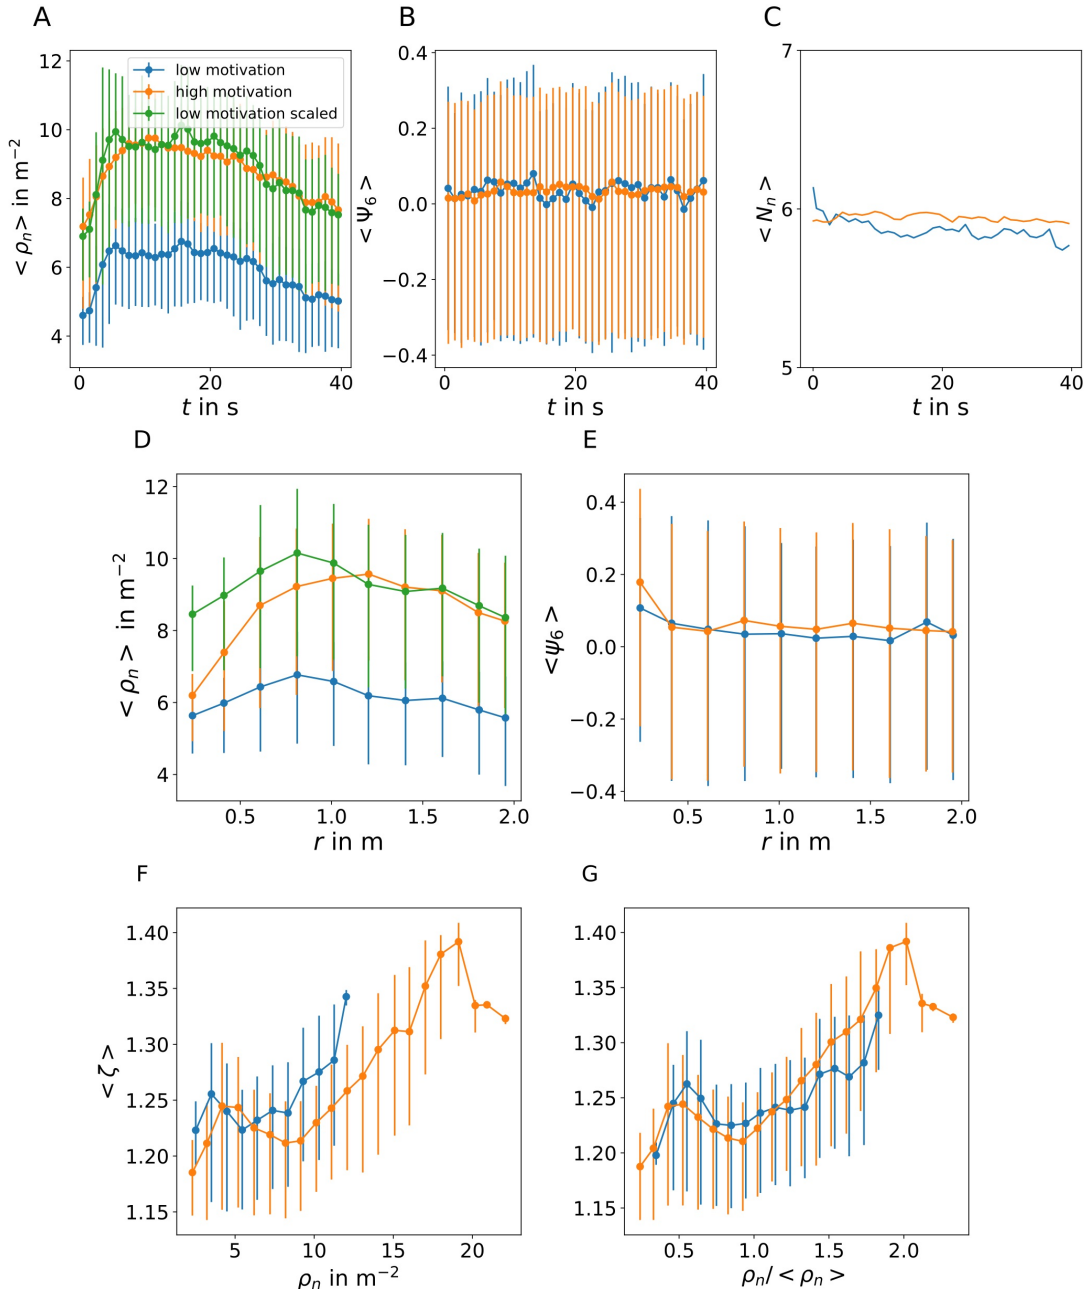 A
B
C
12
10
8
6
4
0
20
40
< ρn > in m−2
t in s
low motivation
high motivation
low motivation scaled
0.4
0.2
0.0
−0.2
−0.4
0
20
40
< Ψ6 >
t in s
7
6
5
0
20
40
< Nn >
t in s
D
E
12
10
8
6
4
0.5
1.0
1.5
2.0
< ρn > in m−2
r in m
0.4
0.2
0.0
−0.2
−0.4
0.5
1.0
1.5
2.0
<ψ6 >
r in m
F
G
1.40
1.35
1.30
1.25
1.20
1.15
5
10
15
20
< ζ >
ρn in m−2
1.40
1.35
1.30
1.25
1.20
1.15
0.5
1.0
1.5
2.0
ρn/ < ρn >